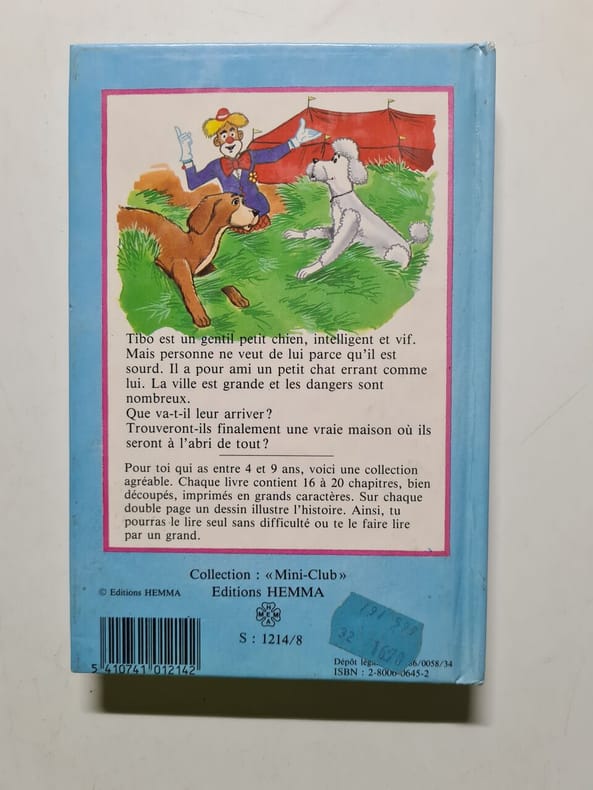 Tibo est un gentil petit chien, intelligent et vif.
Mais personne ne veut de lui parce qu'il est
sourd. Il a pour ami un petit chat errant comme
lui. La ville est grande et les dangers sont
nombreux.
Que va-t-il leur arriver?
Trouveront-ils finalement une vraie maison où ils
seront à l'abri de tout?
Pour toi qui as entre 4 et 9 ans, voici une collection
agréable. Chaque livre contient 16 à 20 chapitres, bien
découpés, imprimés en grands caractères. Sur chaque
double page un dessin illustre l'histoire. Ainsi, tu
pourras le lire seul sans difficulté ou te le faire lire
par un grand.
Collection : « Mini-Club »
© Editions HEMMA
Editions HEMMA
HEMMA
S : 1214/8
32
5 410741 012142
Dépôt 6/0058/34
ISBN : 2-8006-0645-2